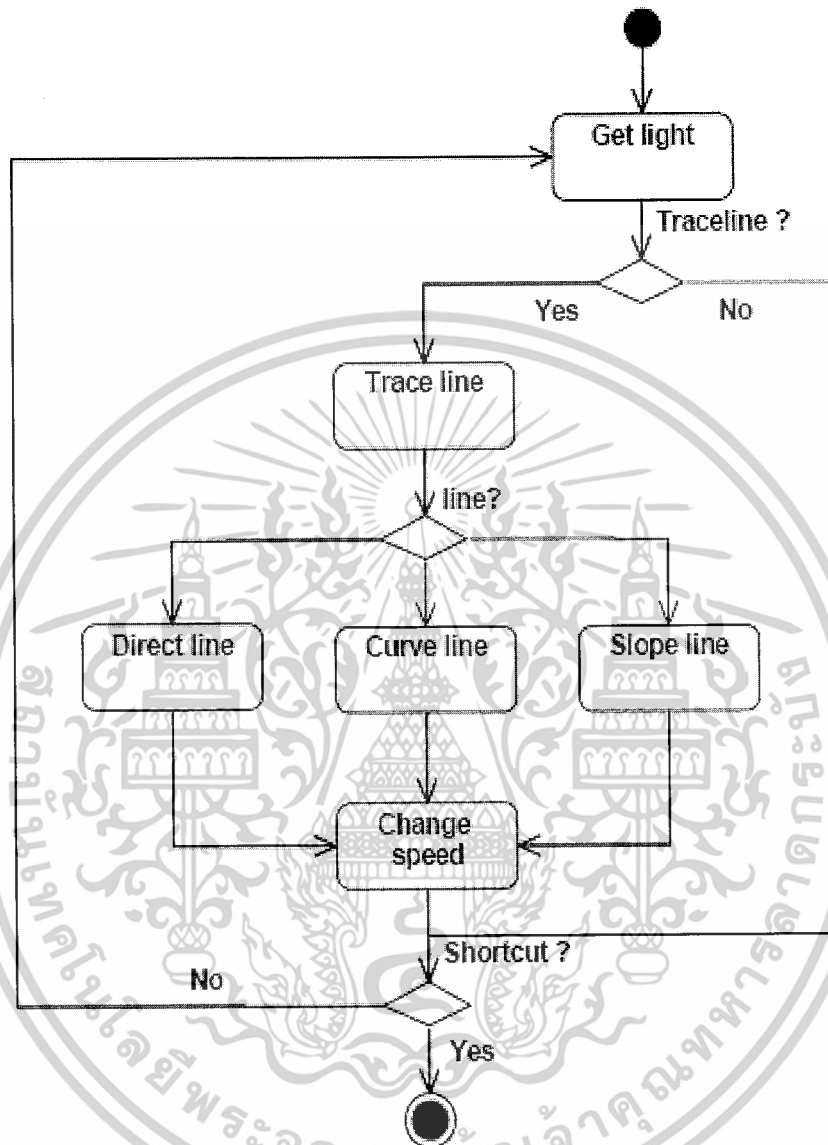 Get light
Traceline ?
Yes
No
Trace line
line?
Direct line
Curve line
Slope line
Change
speed
Shortcut ?
No
Yes